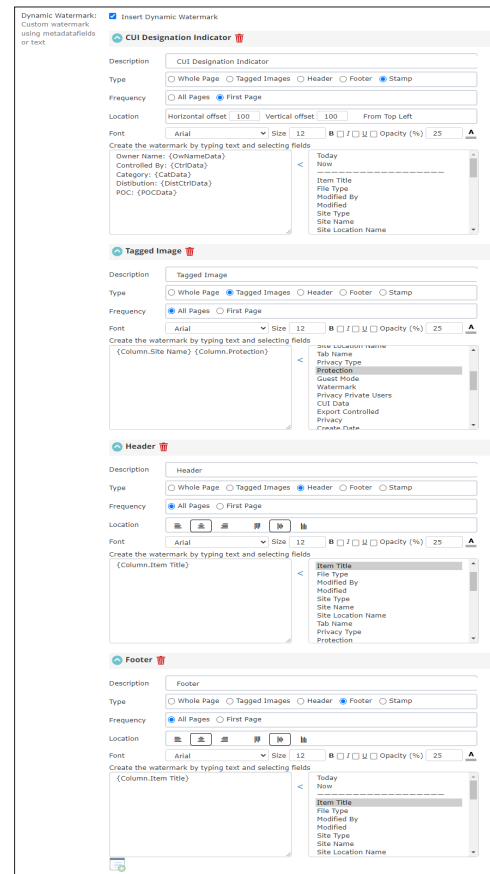 Dynamic Watermark:
Custom watermark
using metadatafields
or text
Insert Dynamic Watermark
CUI Designation Indicator
Description CUI Designation Indicator
Type Whole Page Tagged Images Header Footer Stamp
Frequency All Pages First Page
Location Horizontal offset 100 Vertical offset 100 From Top Left
Font Arial Size 12 B I U Opacity (%) 25 A
Create the watermark by typing text and selecting fields
Owner Name: {OwNameData}
Controlled By: {CtrlData}
Category: {CatData}
Distibution: {DistCtrlData}
POC: {POCData}
<
Today
Now
--------------------
Item Title
File Type
Modified By
Modified
Site Type
Site Name
Site Location Name
Tagged Image
Description Tagged Image
Type Whole Page Tagged Images Header Footer Stamp
Frequency All Pages First Page
Font Arial Size 12 B I U Opacity (%) 25 A
Create the watermark by typing text and selecting fields
{Column.Site Name} {Column.Protection}
<
Site Location Name
Tab Name
Privacy Type
Protection
Guest Mode
Watermark
Privacy Private Users
CUI Data
Export Controlled
Privacy
Create Date
Header
Description Header
Type Whole Page Tagged Images Header Footer Stamp
Frequency All Pages First Page
Location
Font Arial Size 12 B I U Opacity (%) 25 A
Create the watermark by typing text and selecting fields
{Column.Item Title}
<
Item Title
File Type
Modified By
Modified
Site Type
Site Name
Site Location Name
Tab Name
Privacy Type
Protection
Footer
Description Footer
Type Whole Page Tagged Images Header Footer Stamp
Frequency All Pages First Page
Location
Font Arial Size 12 B I U Opacity (%) 25 A
Create the watermark by typing text and selecting fields
{Column.Item Title}
<
Today
Now
--------------------
Item Title
File Type
Modified By
Modified
Site Type
Site Name
Site Location Name